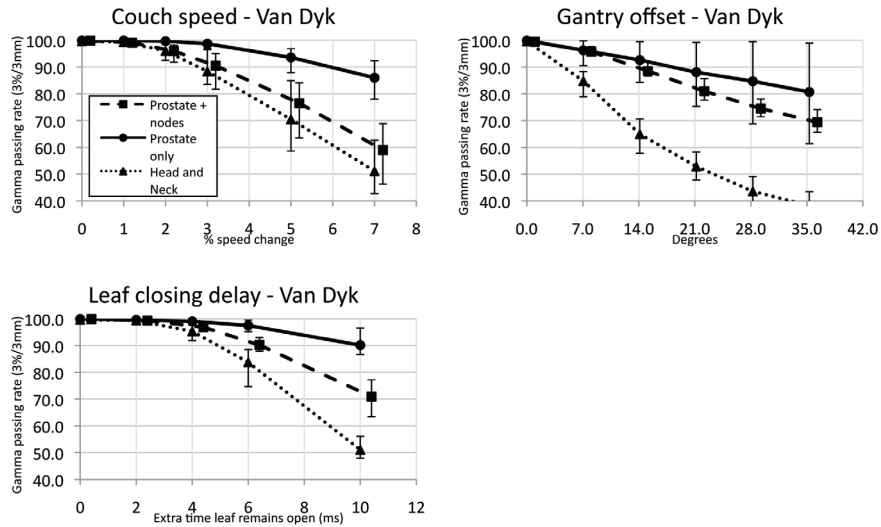 Couch speed - Van Dyk
Gamma passing rate (3%/3mm)
100.0
90.0
80.0
70.0
60.0
50.0
40.0
Prostate +
nodes
Prostate
only
Head and
Neck
0 1 2 3 4 5 6 7 8
% speed change
Gantry offset - Van Dyk
Gamma passing rate (3%/3mm)
100.0
90.0
80.0
70.0
60.0
50.0
40.0
0.0 7.0 14.0 21.0 28.0 35.0 42.0
Degrees
Leaf closing delay - Van Dyk
Gamma passing rate (3%/3mm)
100.0
90.0
80.0
70.0
60.0
50.0
40.0
0 2 4 6 8 10 12
Extra time leaf remains open (ms)